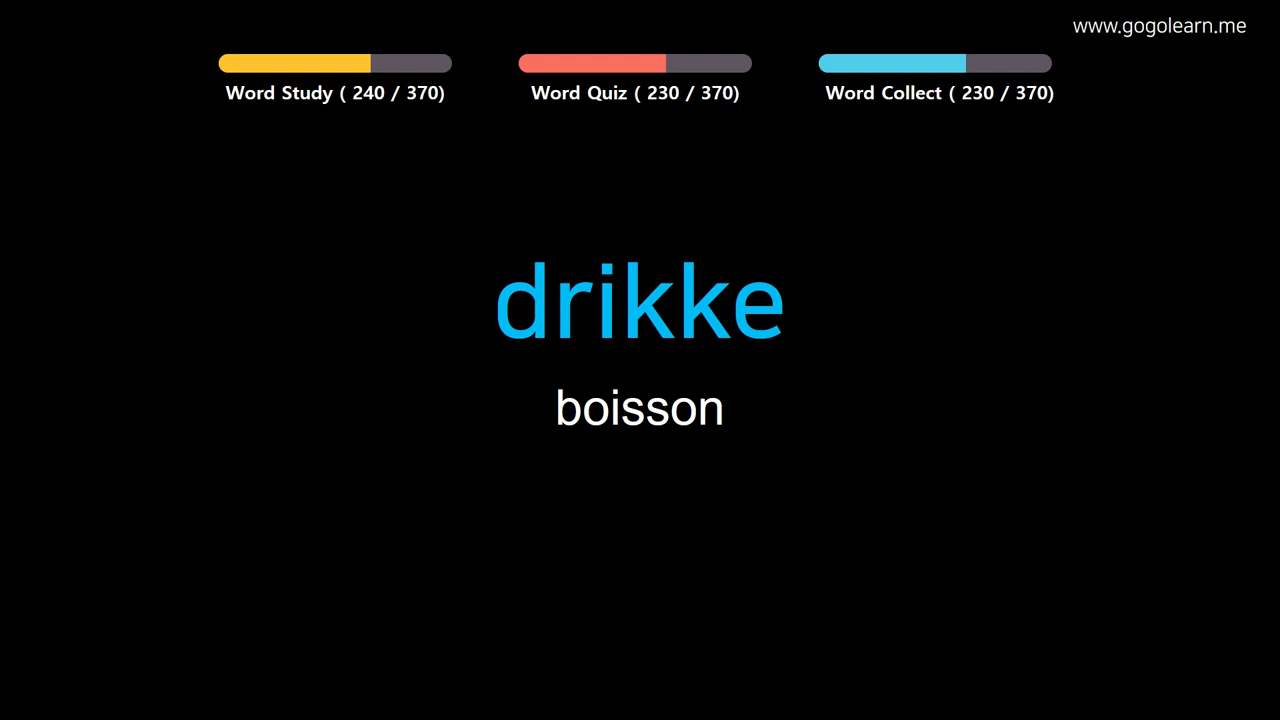 www.gogolearn.me
Word Study ( 240 / 370)
Word Quiz ( 230 / 370)
Word Collect ( 230 / 370)
drikke
boisson